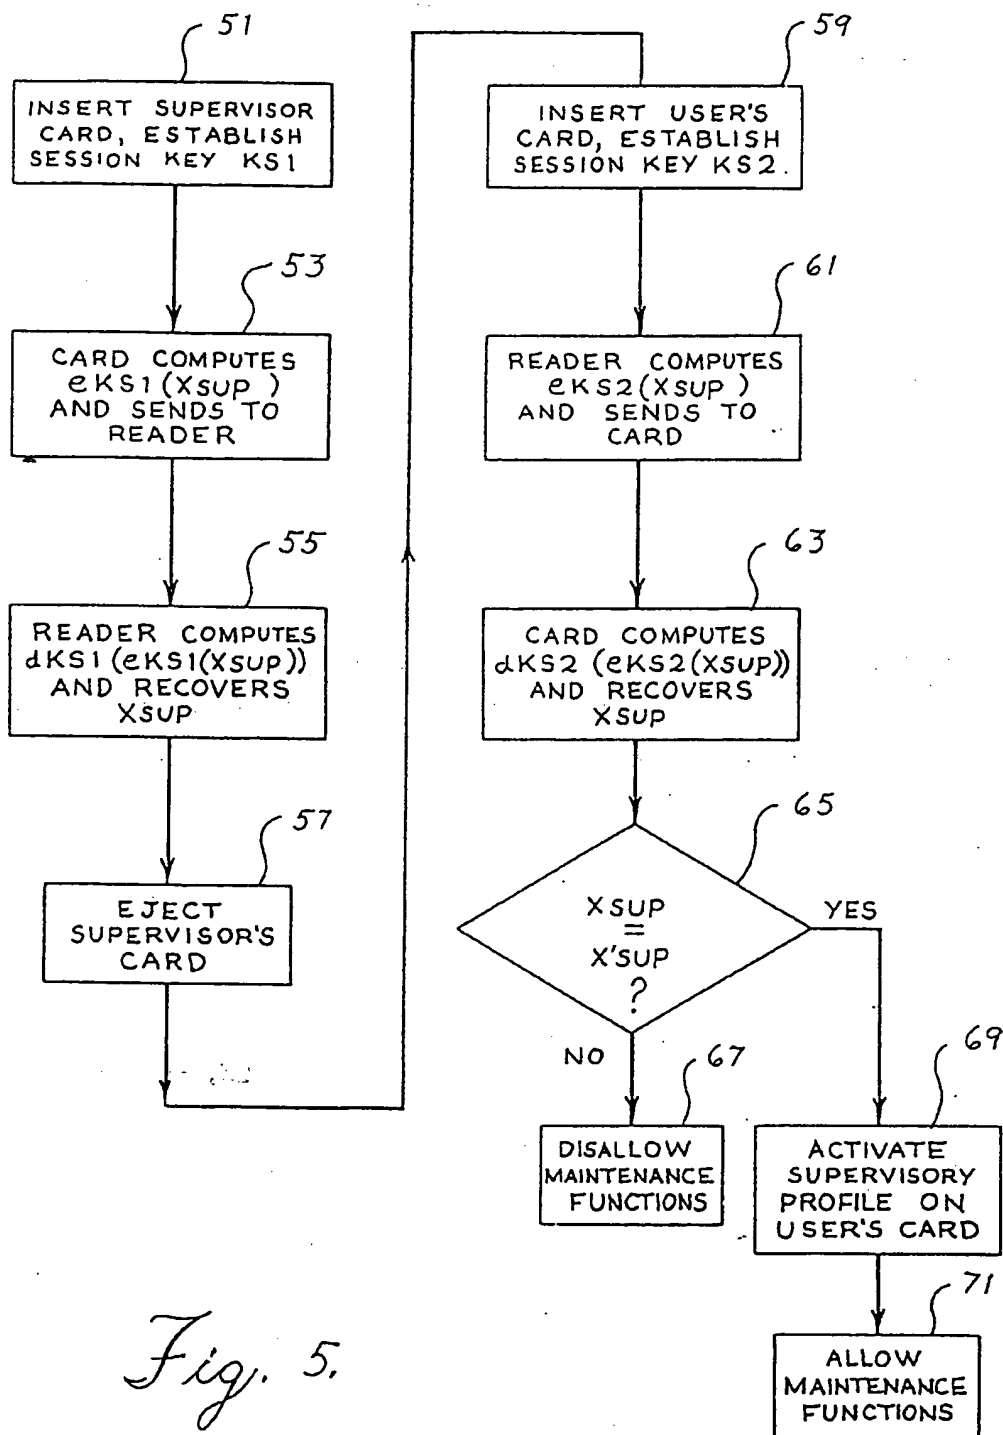 51
INSERT SUPERVISOR
CARD, ESTABLISH
SESSION KEY KS1
53
CARD COMPUTES
eKS1(XSUP )
AND SENDS TO
READER
55
READER COMPUTES
dKS1(eKS1(XSUP))
AND RECOVERS
XSUP
57
EJECT
SUPERVISOR'S
CARD
59
INSERT USER'S
CARD, ESTABLISH
SESSION KEY KS2.
61
READER COMPUTES
eKS2(XSUP )
AND SENDS TO
CARD
63
CARD COMPUTES
dKS2 (eKS2(XSUP))
AND RECOVERS
XSUP
65
XSUP
=
X'SUP
?
YES
NO
67
DISALLOW
MAINTENANCE
FUNCTIONS
69
ACTIVATE
SUPERVISORY
PROFILE ON
USER'S CARD
71
ALLOW
MAINTENANCE
FUNCTIONS
Fig. 5.